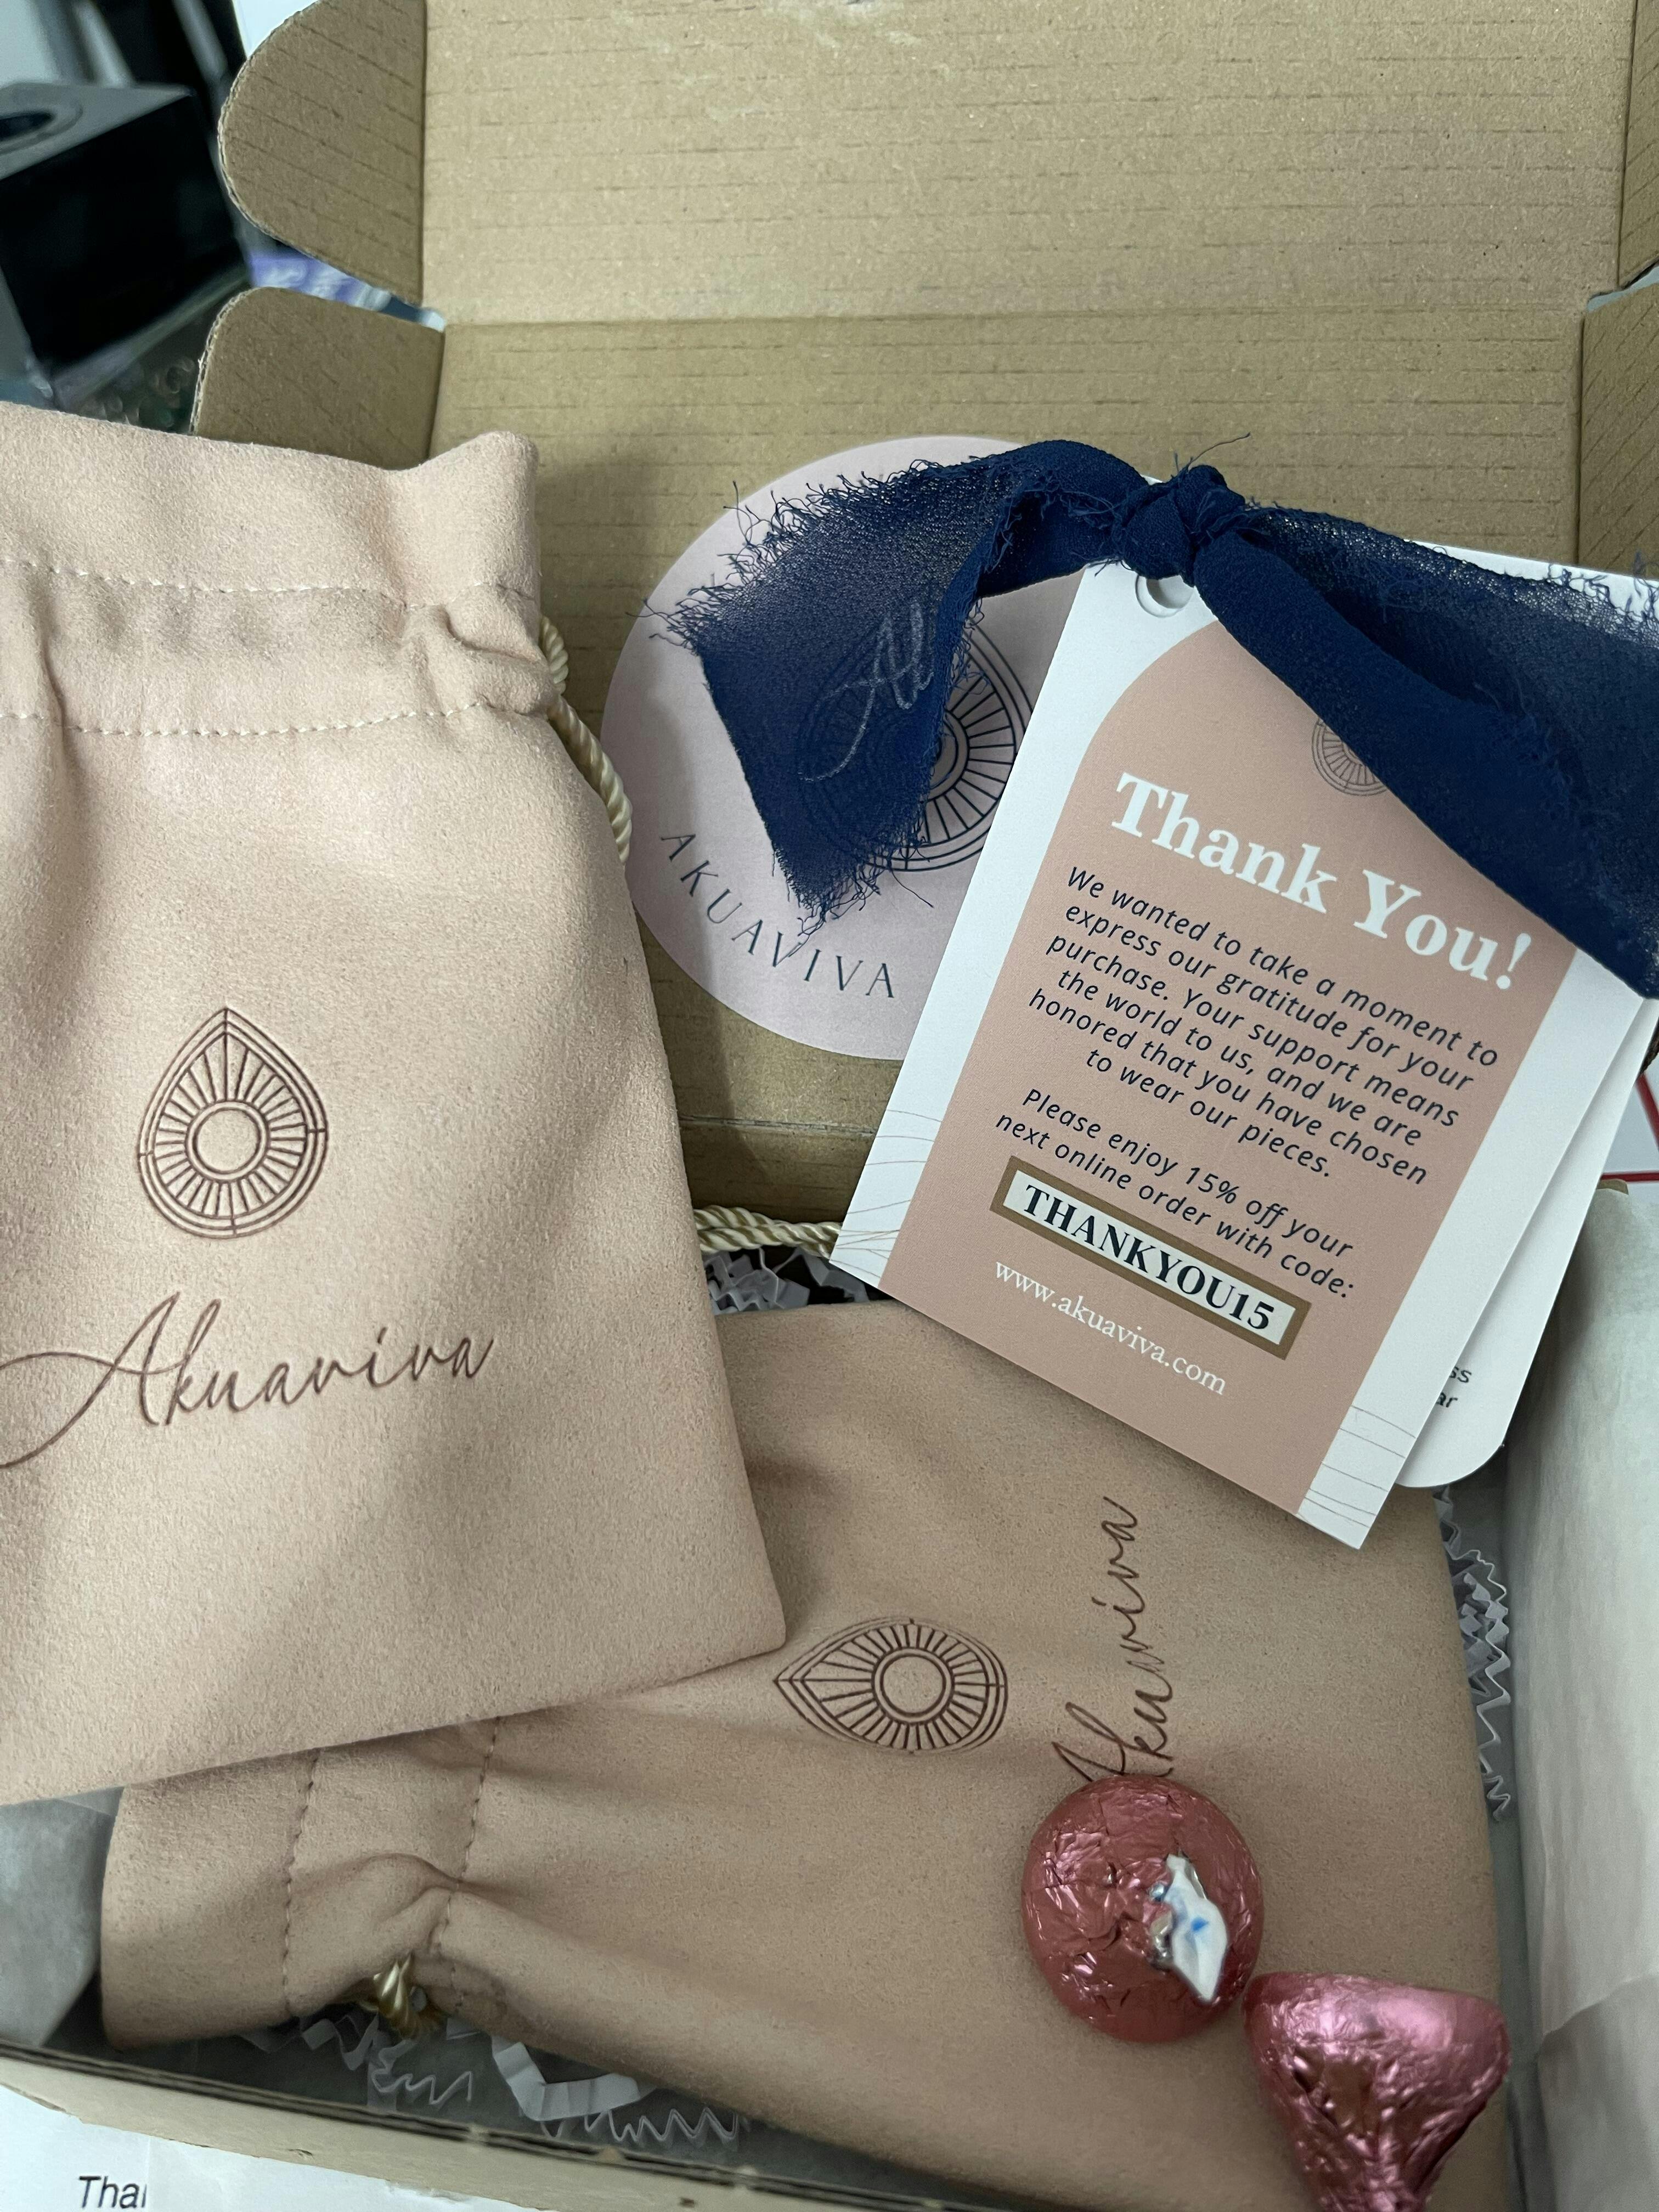 Akuaviva
AKUAVIVA
Thank You!
We wanted to take a moment to
express our gratitude for your
purchase. Your support means
the world to us, and we are
honored that you have chosen
to wear our pieces.
Please enjoy 15% off your
next online order with code:
THANKYOU15
www.akuaviva.com
Akuaviva